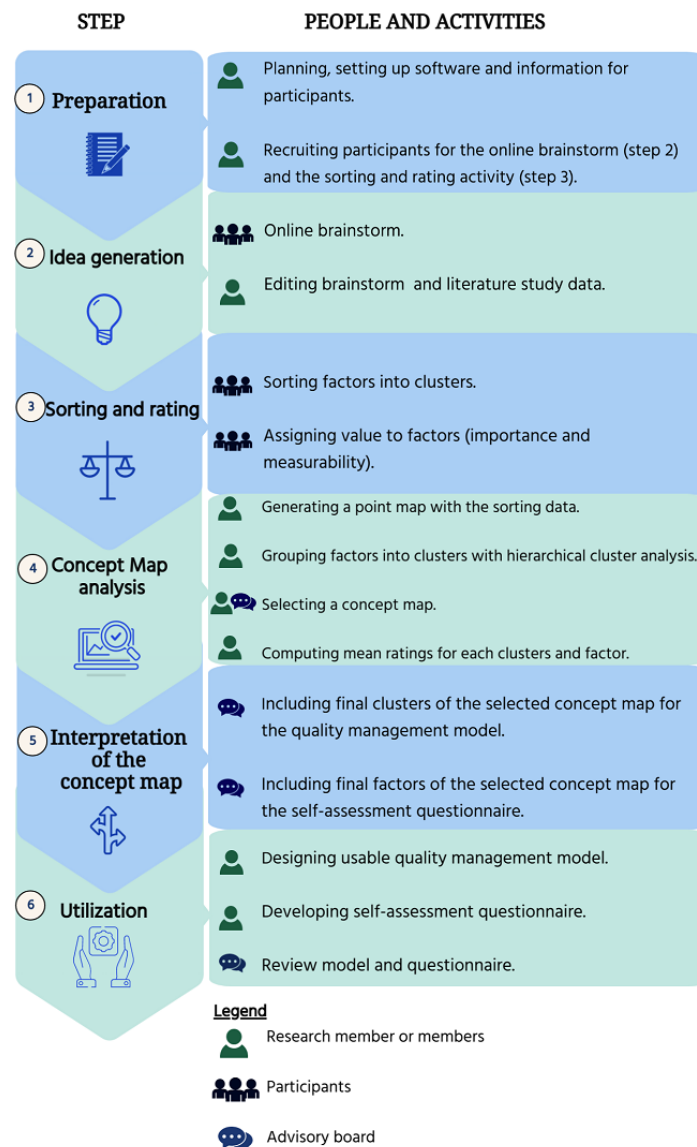 STEP
PEOPLE AND ACTIVITIES
1
Preparation
Planning, setting up software and information for
participants.
Recruiting participants for the online brainstorm (step 2)
and the sorting and rating activity (step 3).
2
Idea generation
Online brainstorm.
Editing brainstorm and literature study data.
3
Sorting and rating
Sorting factors into clusters.
Assigning value to factors (importance and
measurability).
4
Concept Map
analysis
Generating a point map with the sorting data.
Grouping factors into clusters with hierarchical cluster analysis.
Selecting a concept map.
Computing mean ratings for each clusters and factor.
5
Interpretation
of the
concept map
Including final clusters of the selected concept map for
the quality management model.
Including final factors of the selected concept map for
the self-assessment questionnaire.
6
Utilization
Designing usable quality management model.
Developing self-assessment questionnaire.
Review model and questionnaire.
Legend
Research member or members
Participants
Advisory board